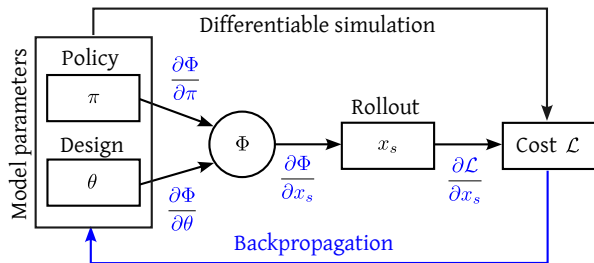 Differentiable simulation
Model parameters
Policy
π
Design
θ
∂Φ
∂π
∂Φ
∂θ
Φ
∂Φ
∂x_s
Rollout
x_s
∂ℒ
∂x_s
Cost ℒ
Backpropagation